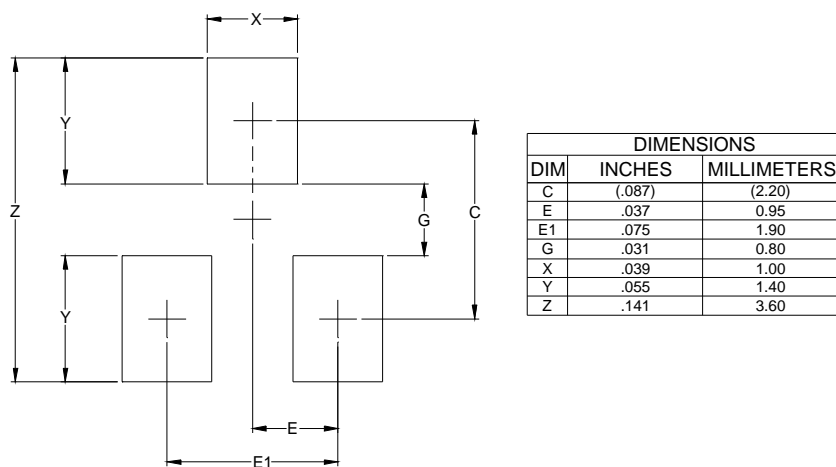 X
Y
Z
G
C
Y
E
E1
DIMENSIONS
DIM INCHES MILLIMETERS
C (.087) (2.20)
E .037 0.95
E1 .075 1.90
G .031 0.80
X .039 1.00
Y .055 1.40
Z .141 3.60